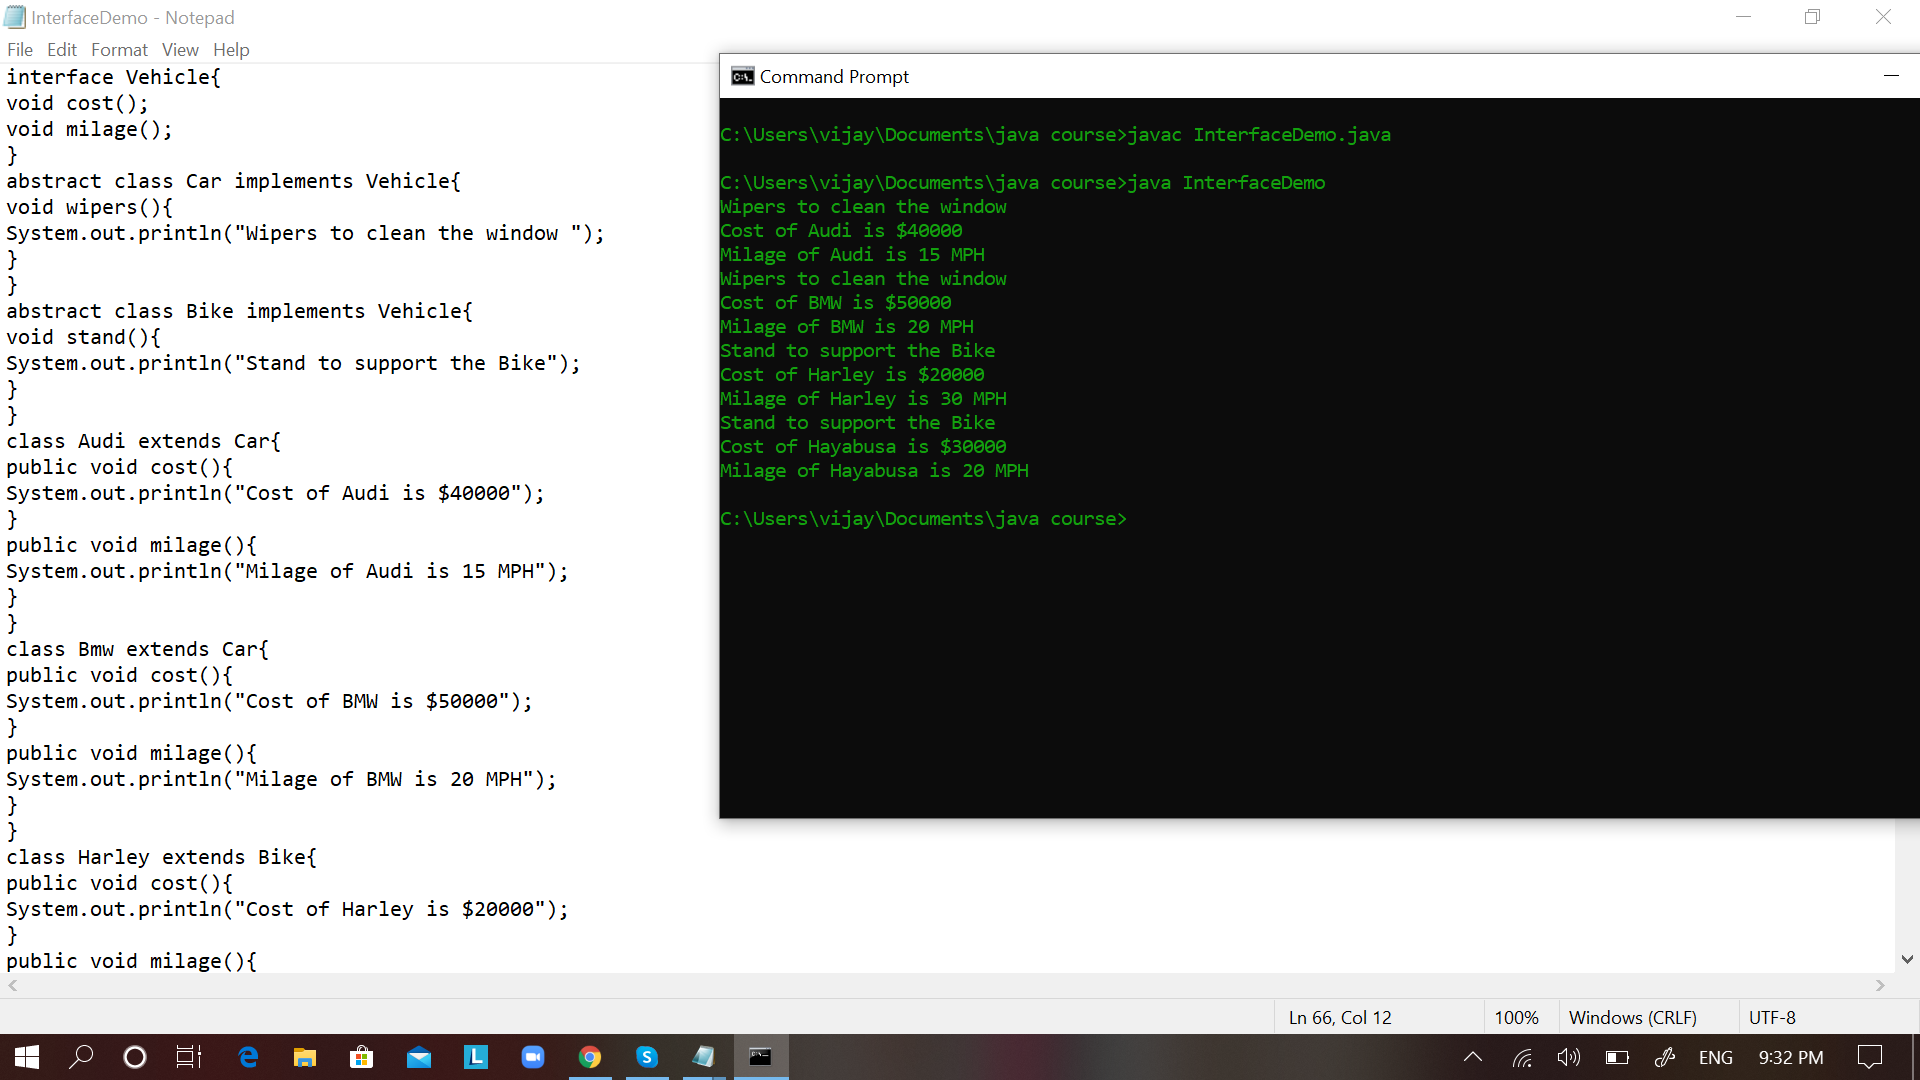 InterfaceDemo - Notepad
File Edit Format View Help
interface Vehicle{
void cost();
void milage();
}
abstract class Car implements Vehicle{
void wipers(){
System.out.println("Wipers to clean the window ");
}
}
abstract class Bike implements Vehicle{
void stand(){
System.out.println("Stand to support the Bike");
}
}
class Audi extends Car{
public void cost(){
System.out.println("Cost of Audi is $40000");
}
public void milage(){
System.out.println("Milage of Audi is 15 MPH");
}
}
class Bmw extends Car{
public void cost(){
System.out.println("Cost of BMW is $50000");
}
public void milage(){
System.out.println("Milage of BMW is 20 MPH");
}
}
class Harley extends Bike{
public void cost(){
System.out.println("Cost of Harley is $20000");
}
public void milage(){
C:\. Command Prompt
C:\Users\vijay\Documents\java course>javac InterfaceDemo.java
C:\Users\vijay\Documents\java course>java InterfaceDemo
Wipers to clean the window
Cost of Audi is $40000
Milage of Audi is 15 MPH
Wipers to clean the window
Cost of BMW is $50000
Milage of BMW is 20 MPH
Stand to support the Bike
Cost of Harley is $20000
Milage of Harley is 30 MPH
Stand to support the Bike
Cost of Hayabusa is $30000
Milage of Hayabusa is 20 MPH
C:\Users\vijay\Documents\java course>
Ln 66, Col 12 100% Windows (CRLF) UTF-8
L S ENG 9:32 PM